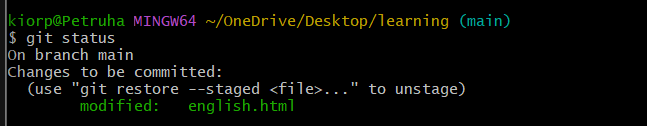 kiorp@Petruha MINGW64 ~/OneDrive/Desktop/learning (main)
$ git status
On branch main
Changes to be committed:
  (use "git restore --staged <file>..." to unstage)
        modified:   english.html